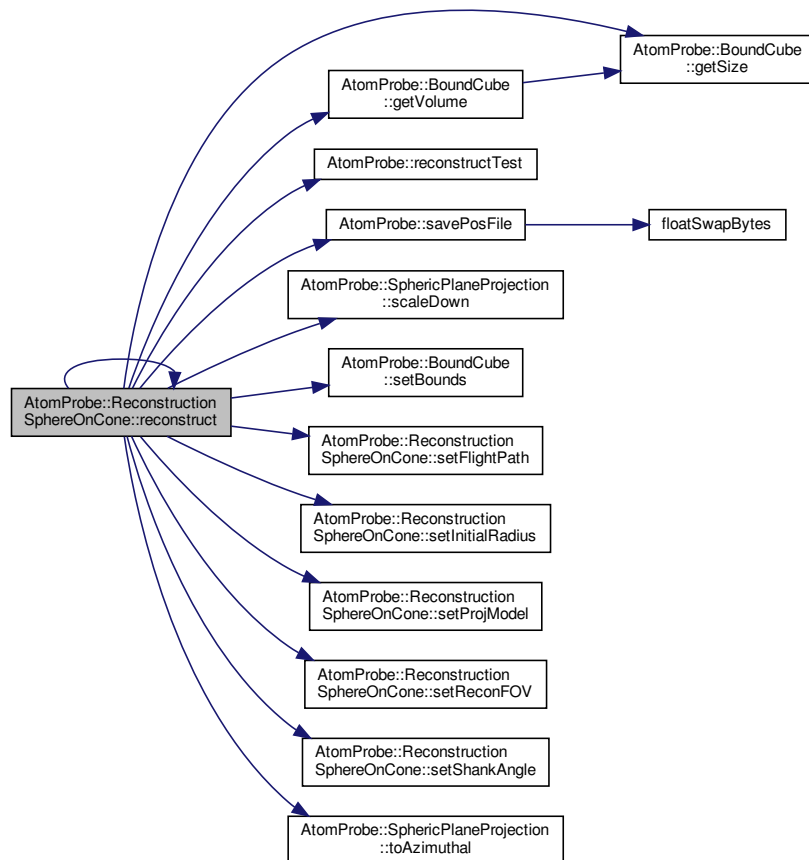 AtomProbe::BoundCube
::getSize
AtomProbe::BoundCube
::getVolume
AtomProbe::reconstructTest
AtomProbe::savePosFile
floatSwapBytes
AtomProbe::SphericPlaneProjection
::scaleDown
AtomProbe::BoundCube
::setBounds
AtomProbe::Reconstruction
SphereOnCone::reconstruct
AtomProbe::Reconstruction
SphereOnCone::setFlightPath
AtomProbe::Reconstruction
SphereOnCone::setInitialRadius
AtomProbe::Reconstruction
SphereOnCone::setProjModel
AtomProbe::Reconstruction
SphereOnCone::setReconFOV
AtomProbe::Reconstruction
SphereOnCone::setShankAngle
AtomProbe::SphericPlaneProjection
::toAzimuthal